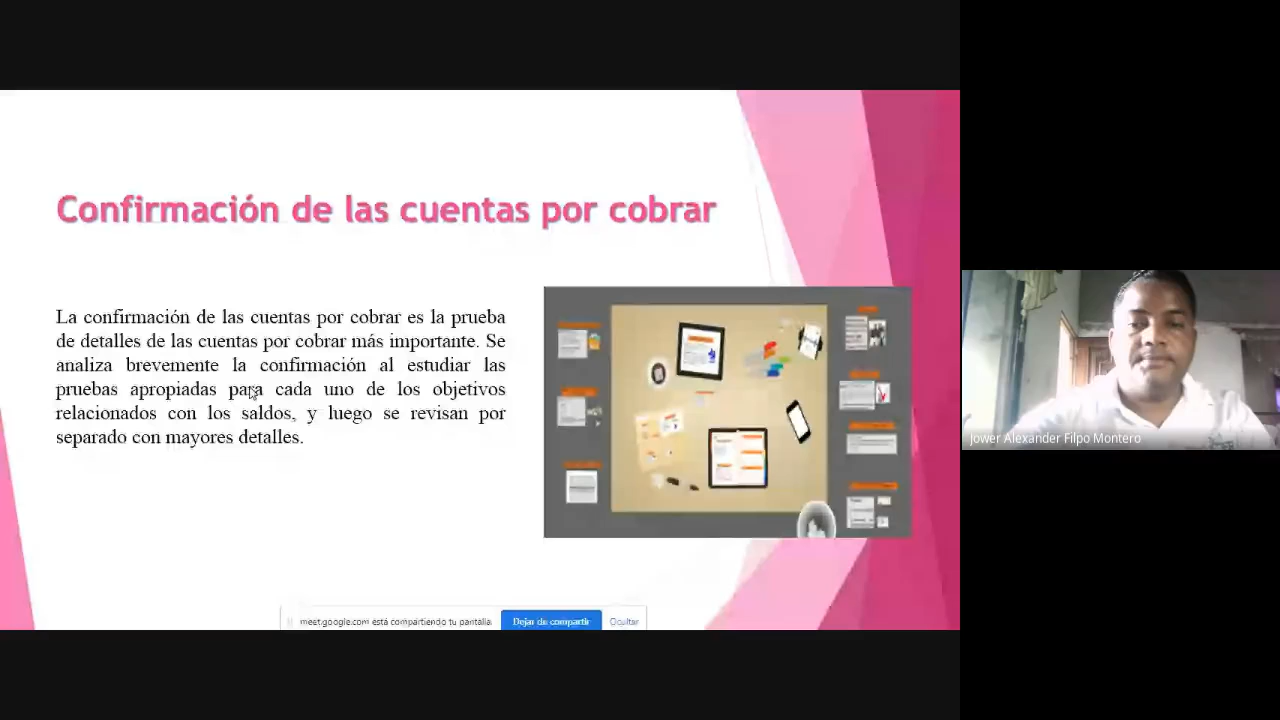 Confirmación de las cuentas por cobrar
La confirmación de las cuentas por cobrar es la prueba
de detalles de las cuentas por cobrar más importante. Se
analiza brevemente la confirmación al estudiar las
pruebas apropiadas para cada uno de los objetivos
relacionados con los saldos, y luego se revisan por
separado con mayores detalles.
meet.google.com está compartiendo tu pantalla.
Dejar de compartir
Ocultar
Jower Alexander Filpo Montero